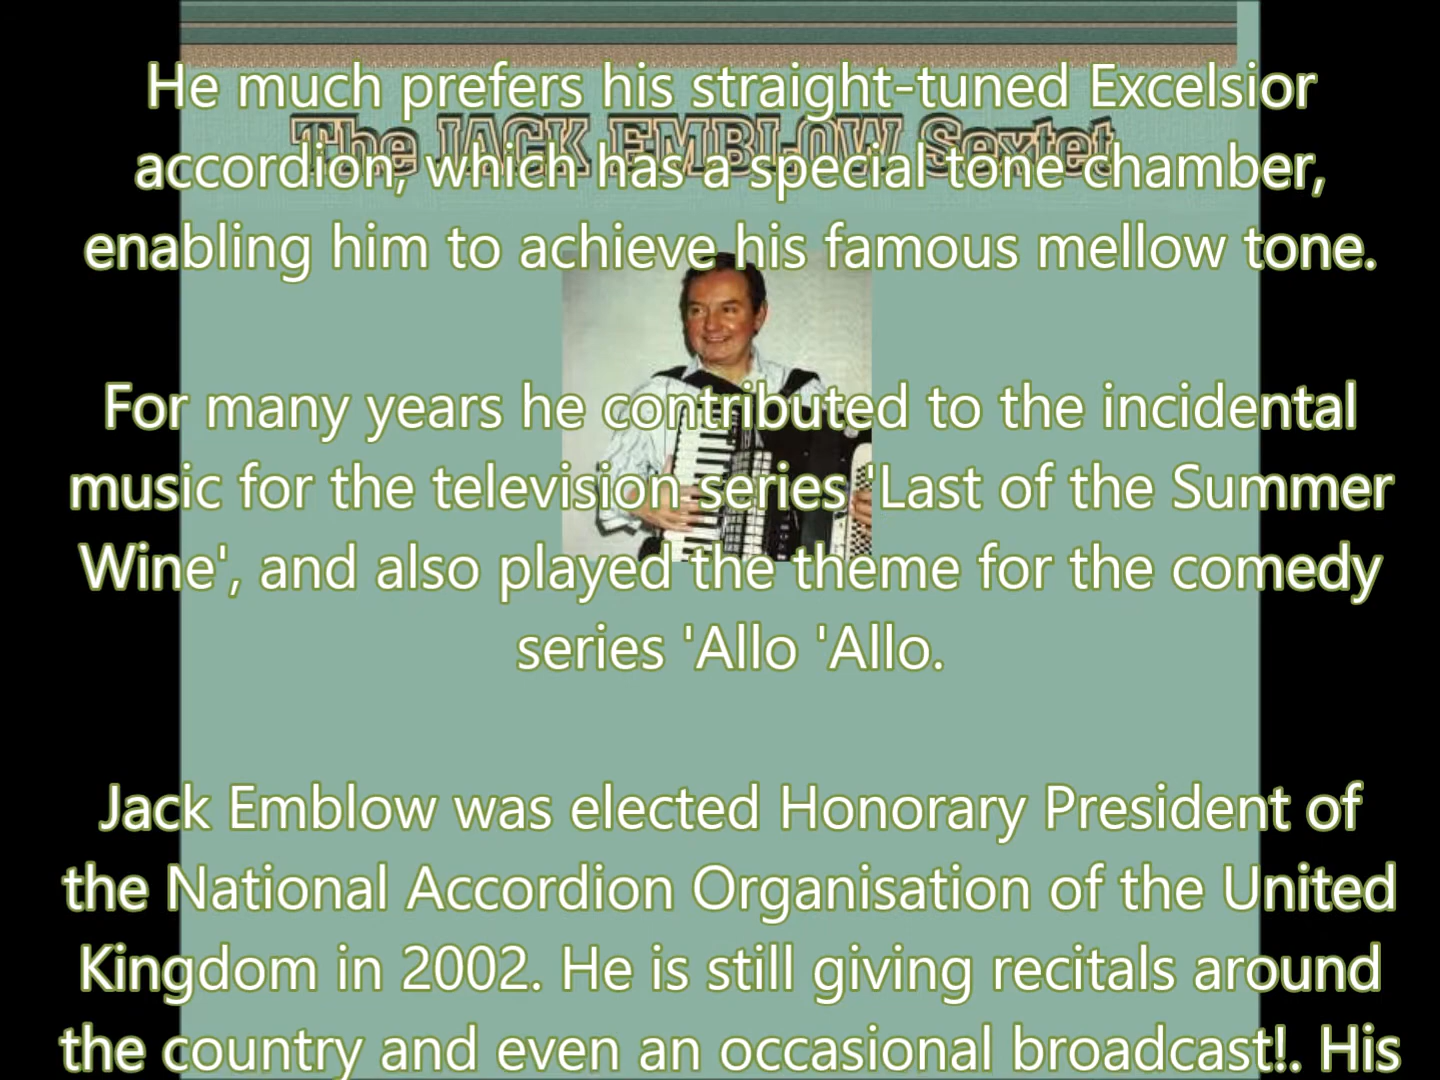 He much prefers his straight-tuned Excelsior
The JACK EMBLOW Sextet
accordion, which has a special tone chamber,
enabling him to achieve his famous mellow tone.
For many years he contributed to the incidental
music for the television series 'Last of the Summer
Wine', and also played the theme for the comedy
series 'Allo 'Allo.
Jack Emblow was elected Honorary President of
the National Accordion Organisation of the United
Kingdom in 2002. He is still giving recitals around
the country and even an occasional broadcast!. His